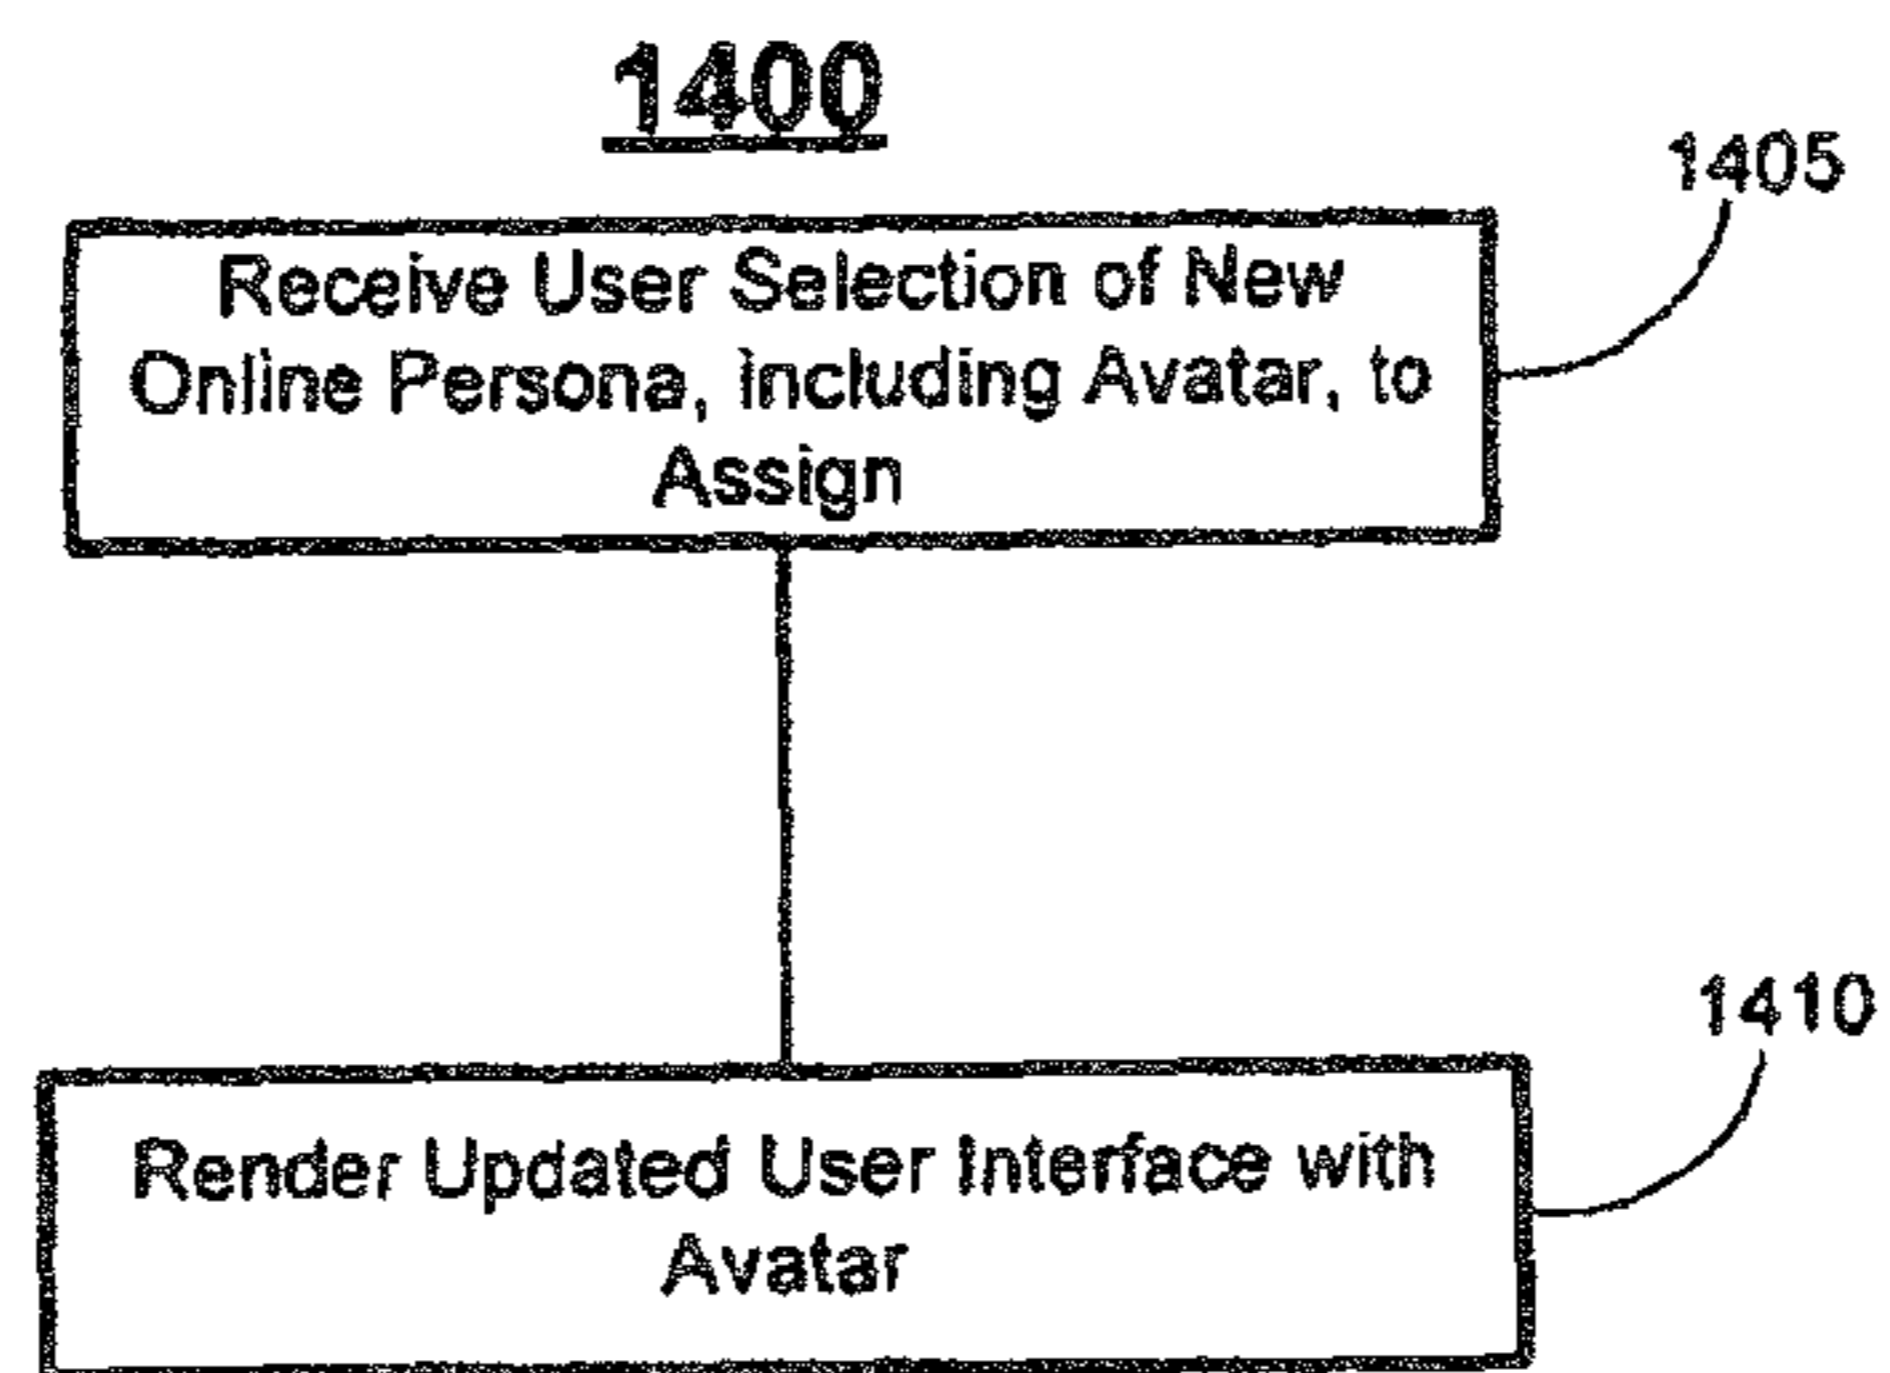 1400
1405
Receive User Selection of New
Online Persona, including Avatar, to
Assign
1410
Render Updated User Interface with
Avatar